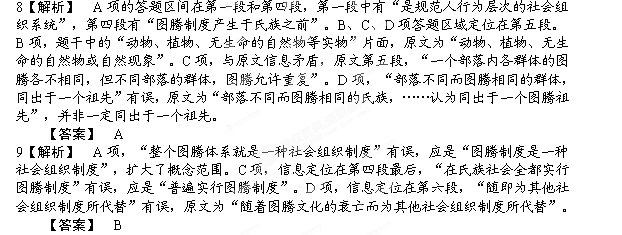 8【解析】 A 项的答题区间在第一段和第四段，第一段中有“是规范人行为层次的社会组
织系统”，第四段有“图腾制度产生于氏族之前”。B、C、D 项答题区域定位在第五段。
B 项，题干中的“动物、植物、无生命的自然物等实物”片面，原文为“动物、植物、无生
命的自然物或自然现象”。C 项，与原文信息矛盾，原文第五段，“一个部落内各群体的图
腾各不相同，但不同部落的群体，图腾允许重复”。D 项，“部落不同而图腾相同的群体，
同出于一个祖先”有误，原文为“部落不同而图腾相同的氏族，……认为同出于一个图腾祖
先”，并非一定同出于一个祖先。
【答案】 A
9【解析】 A 项，“整个图腾体系就是一种社会组织制度”有误，应是“图腾制度是一种
社会组织制度”，扩大了概念范围。C 项，信息定位在第四段最后，“在氏族社会全都实行
图腾制度”有误，应是“普遍实行图腾制度”。D 项，信息定位在第六段，“随即为其他社
会组织制度所代替”有误，原文为“随着图腾文化的衰亡而为其他社会组织制度所代替”。
【答案】 B